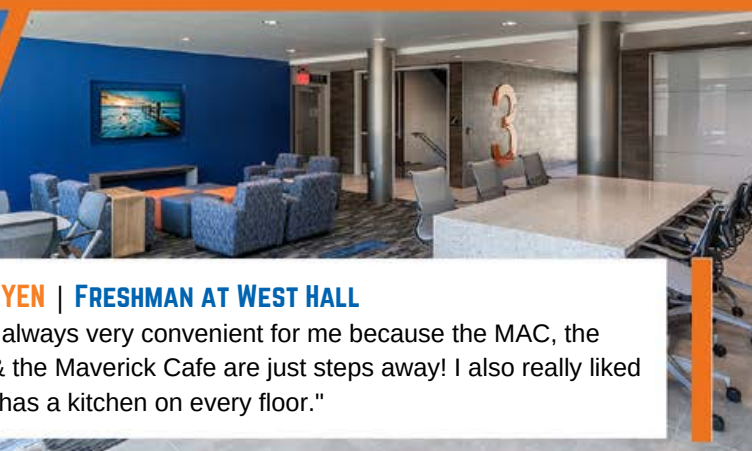 3
YEN | FRESHMAN AT WEST HALL
always very convenient for me because the MAC, the
& the Maverick Cafe are just steps away! I also really liked
has a kitchen on every floor."